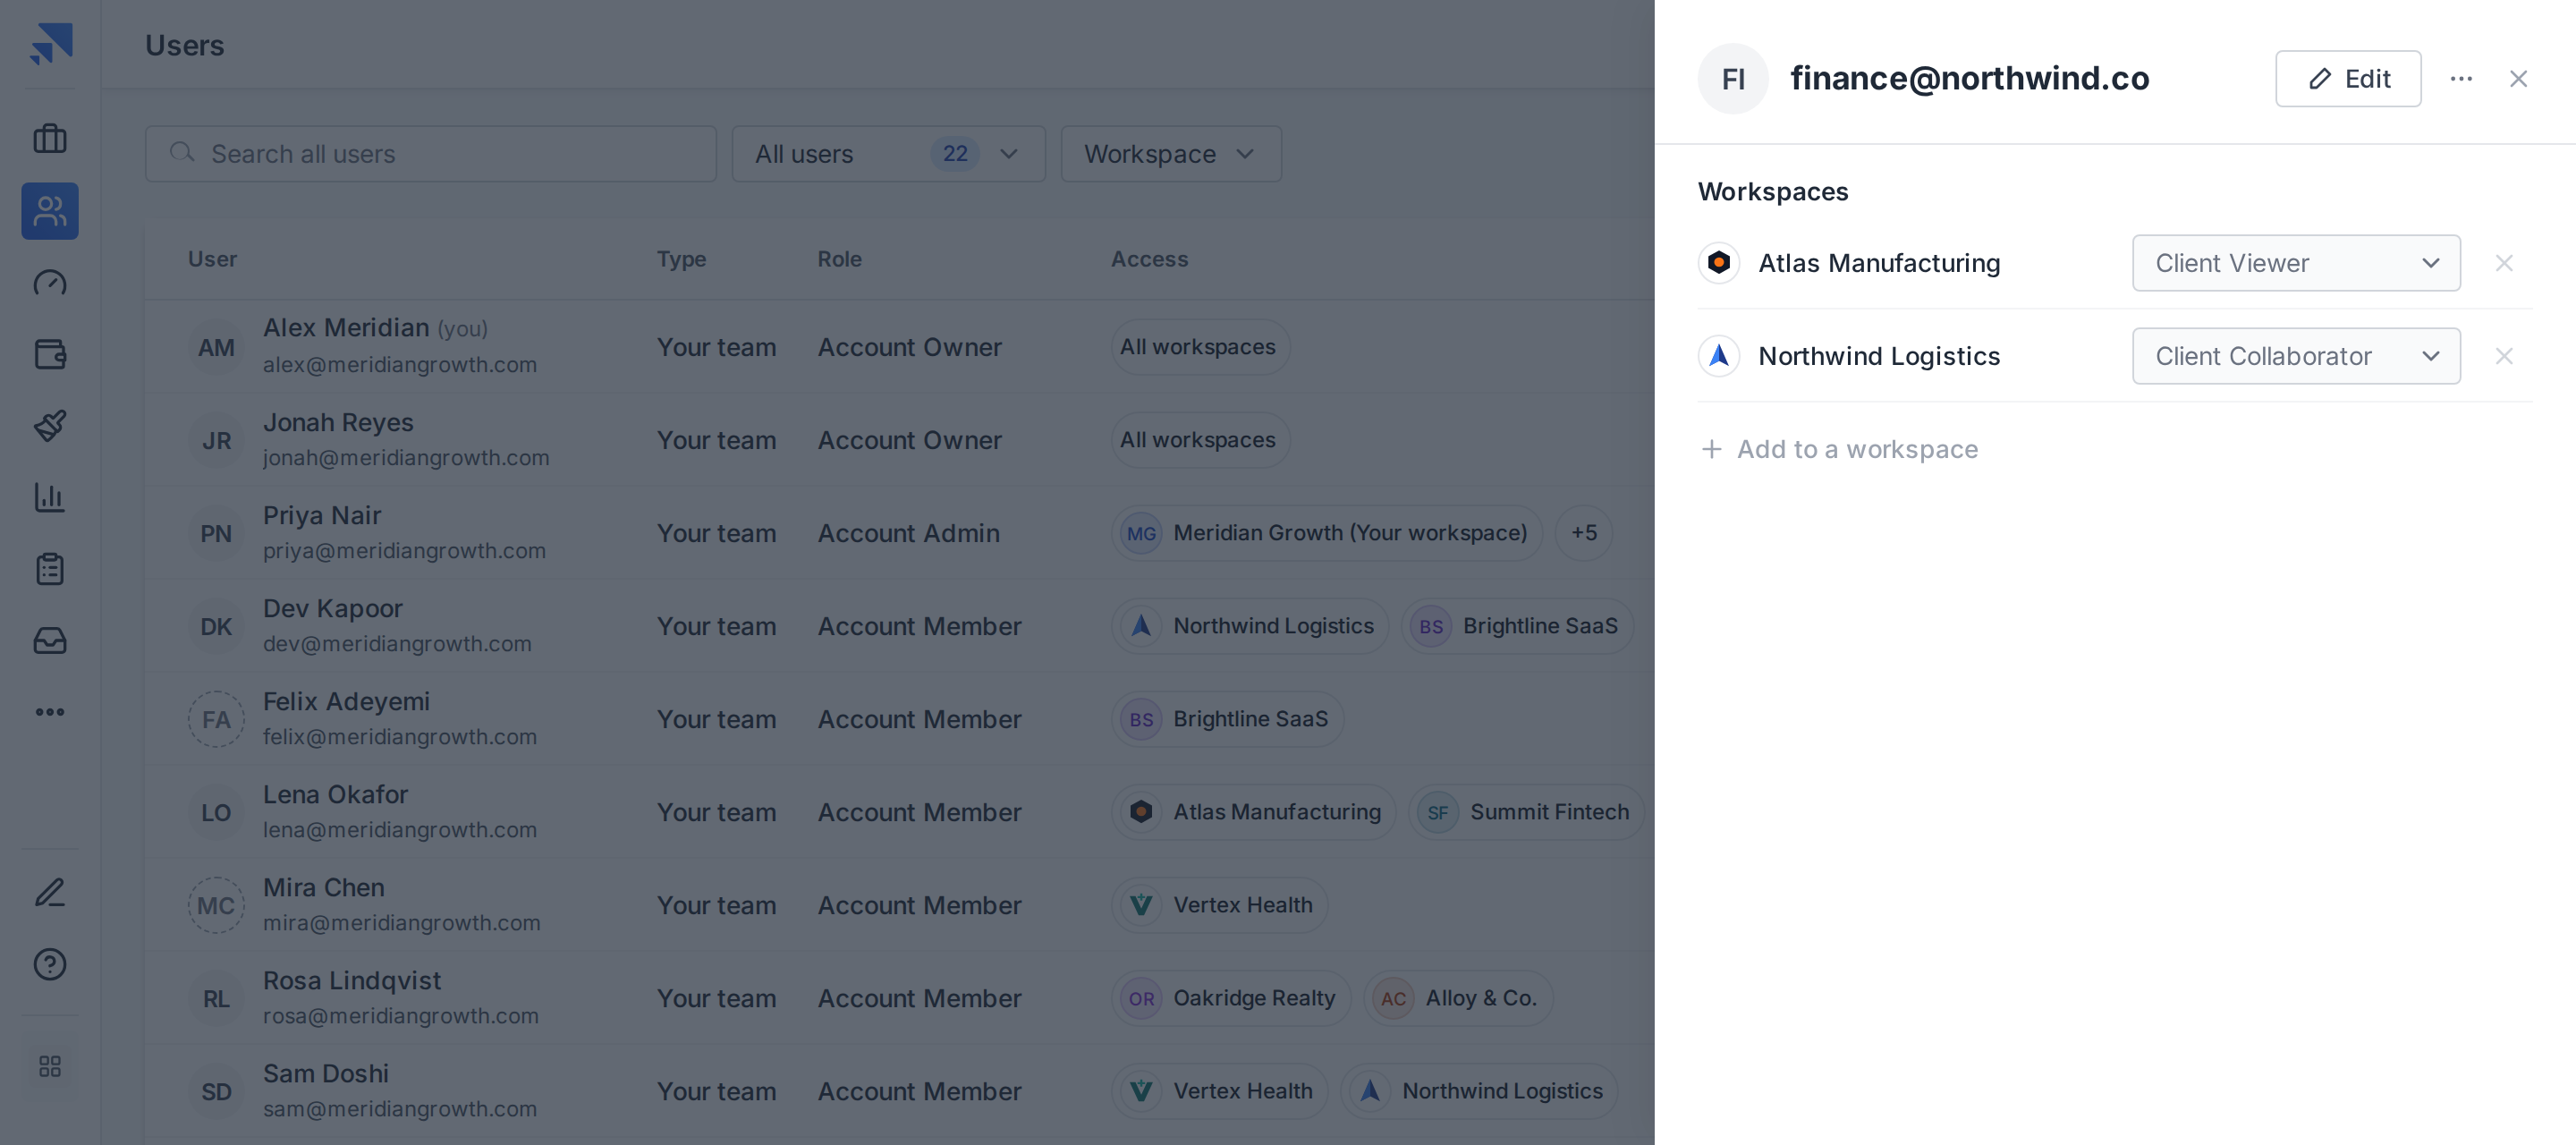 Users
Search all users
All users 22
Workspace
User Type Role Access
AM Alex Meridian (you)
alex@meridiangrowth.com
Your team Account Owner All workspaces
JR Jonah Reyes
jonah@meridiangrowth.com
Your team Account Owner All workspaces
PN Priya Nair
priya@meridiangrowth.com
Your team Account Admin MG Meridian Growth (Your workspace) +5
DK Dev Kapoor
dev@meridiangrowth.com
Your team Account Member Northwind Logistics BS Brightline SaaS
FA Felix Adeyemi
felix@meridiangrowth.com
Your team Account Member BS Brightline SaaS
LO Lena Okafor
lena@meridiangrowth.com
Your team Account Member Atlas Manufacturing SF Summit Fintech
MC Mira Chen
mira@meridiangrowth.com
Your team Account Member Vertex Health
RL Rosa Lindqvist
rosa@meridiangrowth.com
Your team Account Member OR Oakridge Realty AC Alloy & Co.
SD Sam Doshi
sam@meridiangrowth.com
Your team Account Member Vertex Health Northwind Logistics
FI finance@northwind.co Edit
Workspaces
Atlas Manufacturing Client Viewer
Northwind Logistics Client Collaborator
Add to a workspace